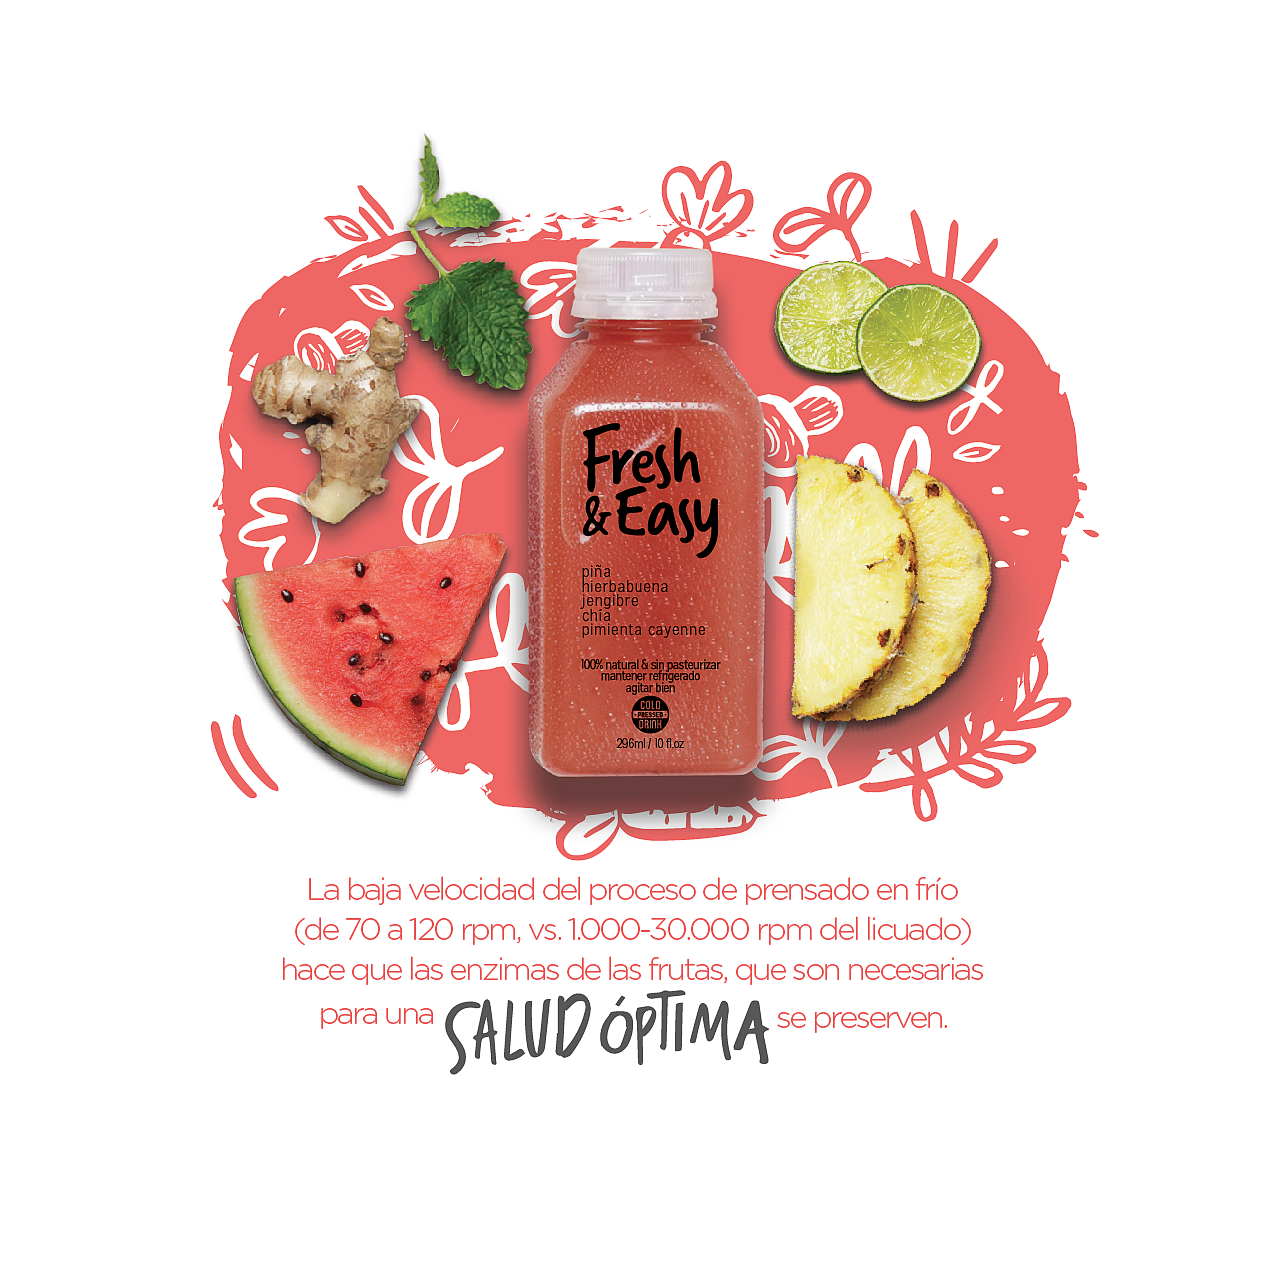 Fresh
& Easy
piña
hierbabuena
jengibre
chía
pimienta cayenne
100% natural & sin pasteurizar
mantener refrigerado
agitar bien
COLD
PRESSED
DRINK
296ml / 10 fl.oz
La baja velocidad del proceso de prensado en frío
(de 70 a 120 rpm, vs. 1.000-30.000 rpm del licuado)
hace que las enzimas de las frutas, que son necesarias
para una SALUD ÓPTIMA se preserven.